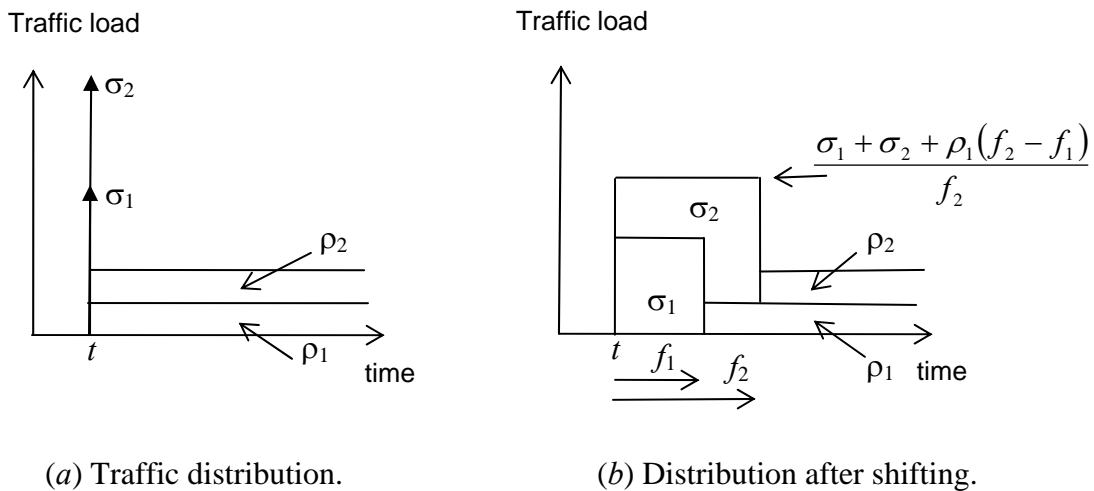 Traffic load
σ2
σ1
ρ2
ρ1
t
time
(a) Traffic distribution.
Traffic load
σ1 + σ2 + ρ1(f2 − f1)
f2
σ2
ρ2
σ1
t
f1
f2
ρ1
time
(b) Distribution after shifting.